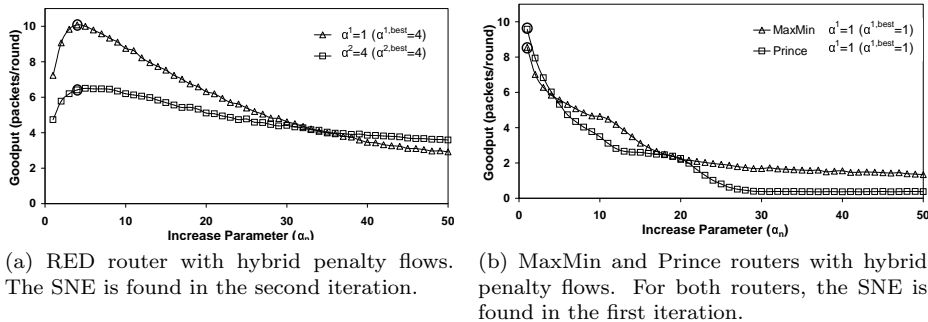 10
8
6
4
2
0
Goodput (packets/round)
α¹=1 (α¹,ᵇᵉˢᵗ=4)
α²=4 (α²,ᵇᵉˢᵗ=4)
0 10 20 30 40 50
Increase Parameter (αₙ)
(a) RED router with hybrid penalty flows.
The SNE is found in the second iteration.
10
8
6
4
2
0
Goodput (packets/round)
MaxMin α¹=1 (α¹,ᵇᵉˢᵗ=1)
Prince α¹=1 (α¹,ᵇᵉˢᵗ=1)
0 10 20 30 40 50
Increase Parameter (αₙ)
(b) MaxMin and Prince routers with hybrid
penalty flows. For both routers, the SNE is
found in the first iteration.